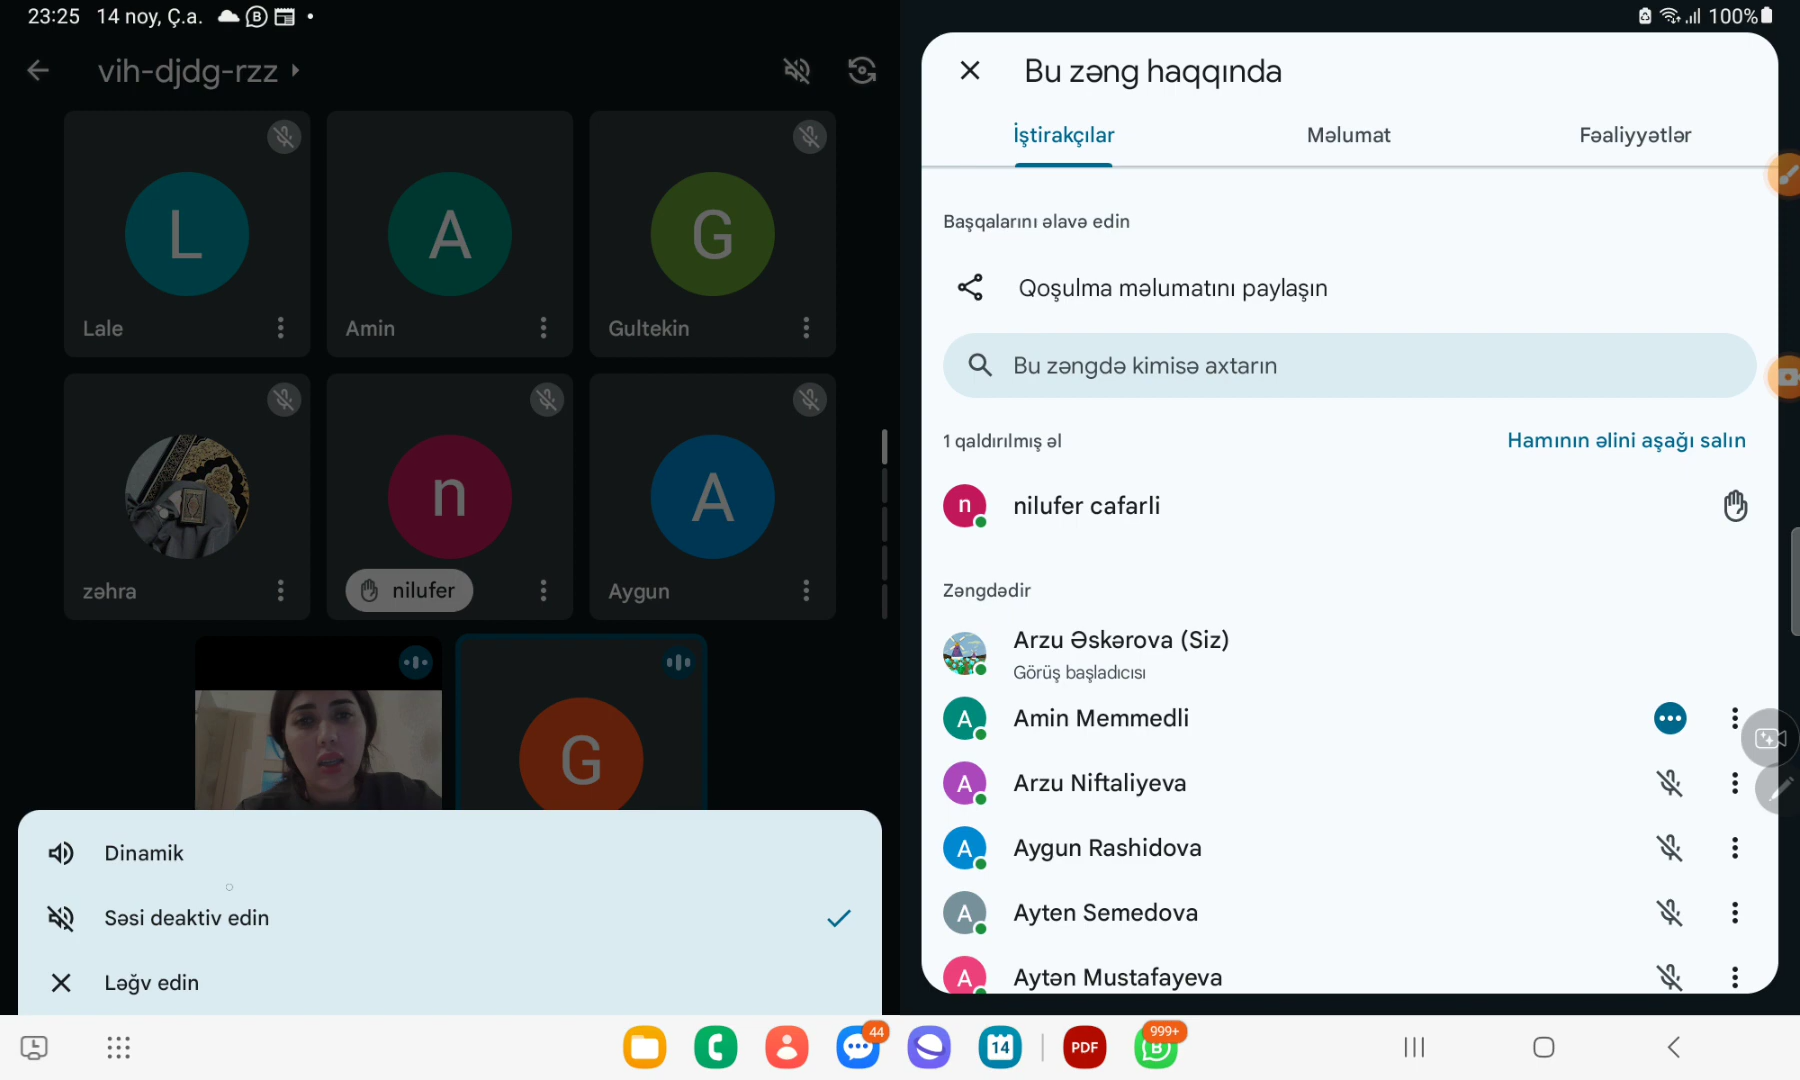 23:25 14 noy, Ç.a.
100%
vih-djdg-rzz
L
Lale
A
Amin
G
Gultekin
zəhra
n
nilufer
A
Aygun
G
Dinamik
Səsi deaktiv edin
Ləğv edin
Bu zəng haqqında
İştirakçılar
Məlumat
Fəaliyyətlər
Başqalarını əlavə edin
Qoşulma məlumatını paylaşın
Bu zəngdə kimisə axtarın
1 qaldırılmış əl
Hamının əlini aşağı salın
n
nilufer cafarli
Zəngdədir
Arzu Əskərova (Siz)
Görüş başladıcısı
A
Amin Memmedli
A
Arzu Niftaliyeva
A
Aygun Rashidova
A
Ayten Semedova
A
Aytən Mustafayeva
44
14
PDF
999+
B